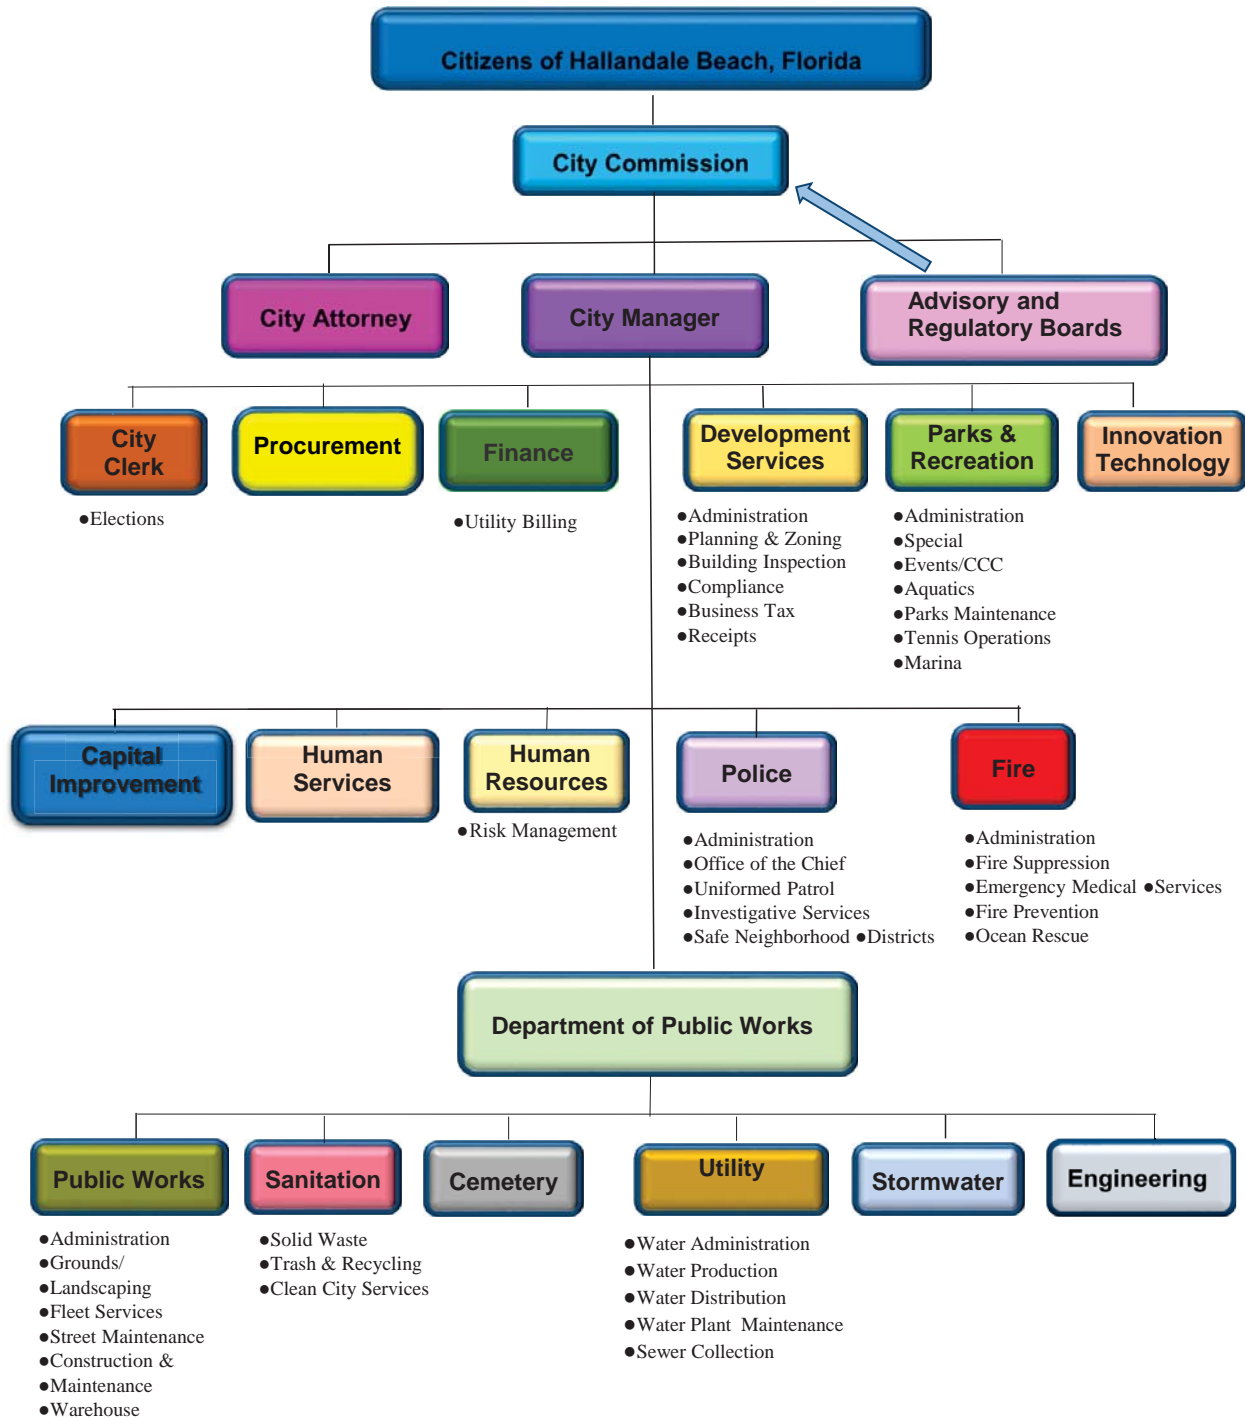 Citizens of Hallandale Beach, Florida
City Commission
City Attorney
City Manager
Advisory and
Regulatory Boards
City
Clerk
●Elections
Procurement
Finance
●Utility Billing
Development
Services
●Administration
●Planning & Zoning
●Building Inspection
●Compliance
●Business Tax
●Receipts
Parks &
Recreation
●Administration
●Special
●Events/CCC
●Aquatics
●Parks Maintenance
●Tennis Operations
●Marina
Innovation
Technology
Capital
Improvement
Human
Services
Human
Resources
●Risk Management
Police
●Administration
●Office of the Chief
●Uniformed Patrol
●Investigative Services
●Safe Neighborhood ●Districts
Fire
●Administration
●Fire Suppression
●Emergency Medical ●Services
●Fire Prevention
●Ocean Rescue
Department of Public Works
Public Works
●Administration
●Grounds/
●Landscaping
●Fleet Services
●Street Maintenance
●Construction &
●Maintenance
●Warehouse
Sanitation
●Solid Waste
●Trash & Recycling
●Clean City Services
Cemetery
Utility
●Water Administration
●Water Production
●Water Distribution
●Water Plant Maintenance
●Sewer Collection
Stormwater
Engineering